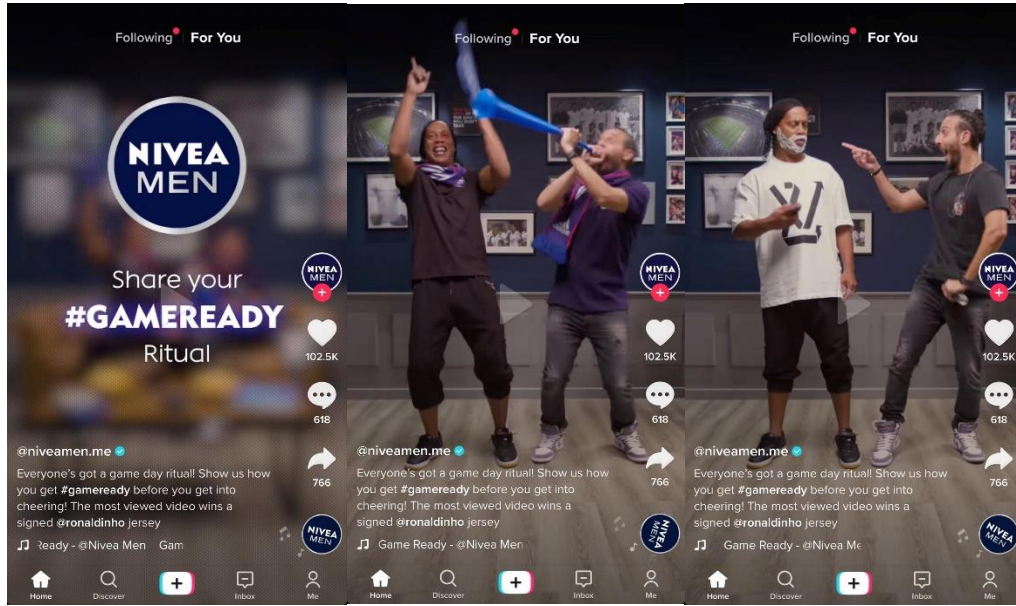 Following For You
NIVEA
MEN
Share your
#GAMEREADY
Ritual
NIVEA
MEN
102.5K
618
766
@niveamen.me
Everyone's got a game day ritual! Show us how
you get #gameready before you get into
cheering! The most viewed video wins a
signed @ronaldinho jersey
Ready - @Nivea Men Gam
NIVEA
MEN
Home Discover Inbox Me
Following For You
NIVEA
MEN
102.5K
618
766
@niveamen.me
Everyone's got a game day ritual! Show us how
you get #gameready before you get into
cheering! The most viewed video wins a
signed @ronaldinho jersey
Game Ready - @Nivea Men
NIVEA
MEN
Home Discover Inbox Me
Following For You
NIVEA
MEN
102.5K
618
766
@niveamen.me
Everyone's got a game day ritual! Show us how
you get #gameready before you get into
cheering! The most viewed video wins a
signed @ronaldinho jersey
Game Ready - @Nivea Me
NIVEA
MEN
Home Discover Inbox Me